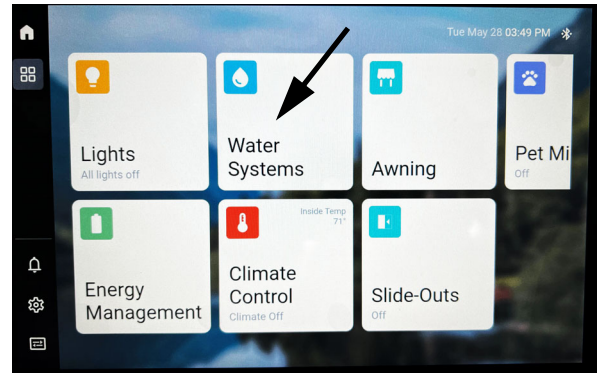 Tue May 28 03:49 PM
Lights
All lights off
Water
Systems
Awning
Pet Mi
Off
Energy
Management
Inside Temp
71°
Climate
Control
Climate Off
Slide-Outs
Off